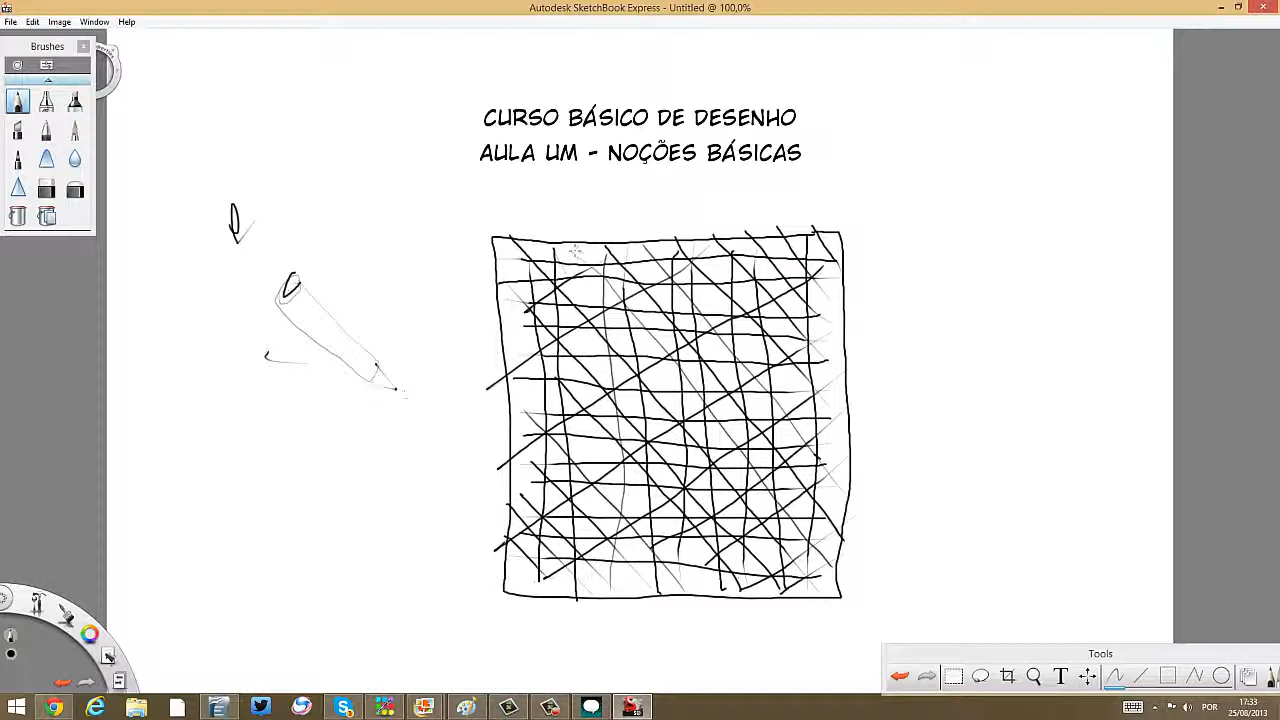 Autodesk SketchBook Express - Untitled @ 100,0%
File Edit Image Window Help
Brushes
CURSO BÁSICO DE DESENHO
AULA UM - NOÇÕES BÁSICAS
Tools
T
POR
17:33
25/08/2013